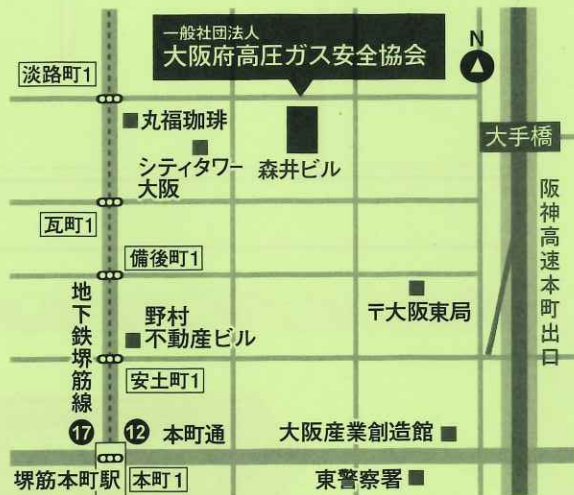 一般社団法人
大阪府高圧ガス安全協会
N
淡路町1
丸福珈琲
シティタワー
大阪
森井ビル
大手橋
瓦町1
阪神高速本町出口
備後町1
地下鉄堺筋線
野村
不動産ビル
〒大阪東局
安土町1
17
12
本町通
大阪産業創造館
堺筋本町駅
本町1
東警察署